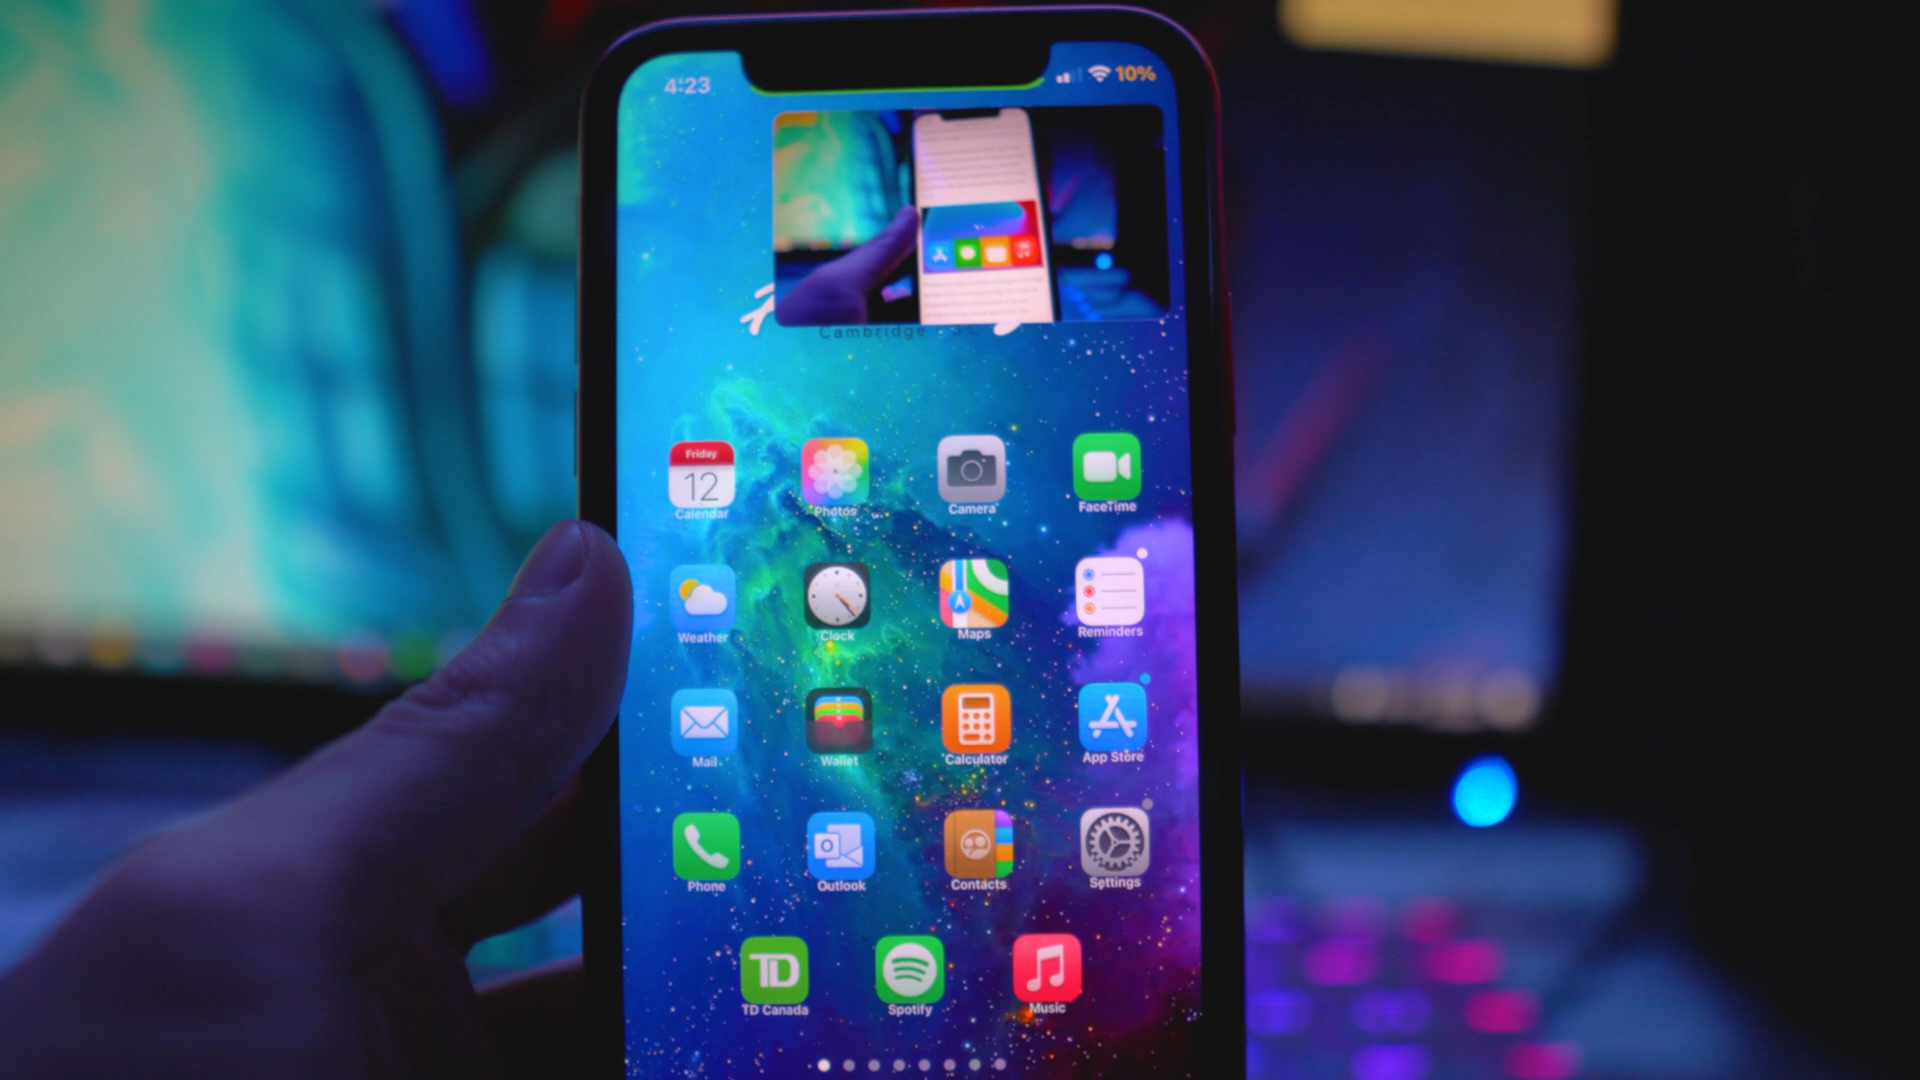 4:23 10%
Cambridge 3°C
Friday
12
Calendar Photos Camera FaceTime
Weather Clock Maps Reminders
Mail Wallet Calculator App Store
Phone Outlook Contacts Settings
TD
TD Canada Spotify Music